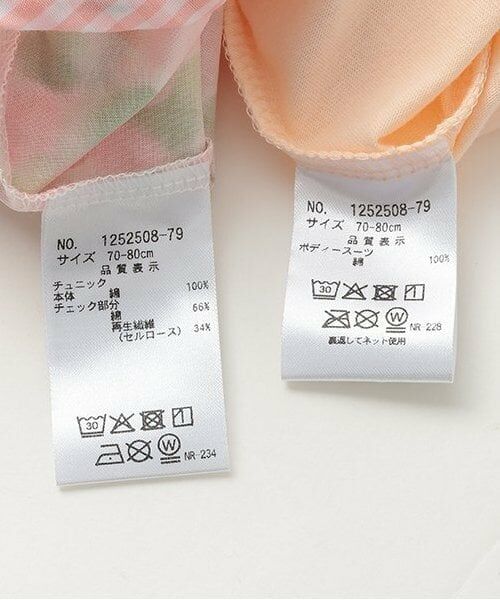 NO. 1252508-79
サイズ 70-80cm
品質表示
チュニック
本体 綿 100%
チェック部分
綿 66%
再生繊維
(セルロース) 34%
30
W
NR-234
NO. 1252508-79
サイズ 70-80cm
品質表示
ボディースーツ
綿 100%
30
W
NR-228
裏返してネット使用